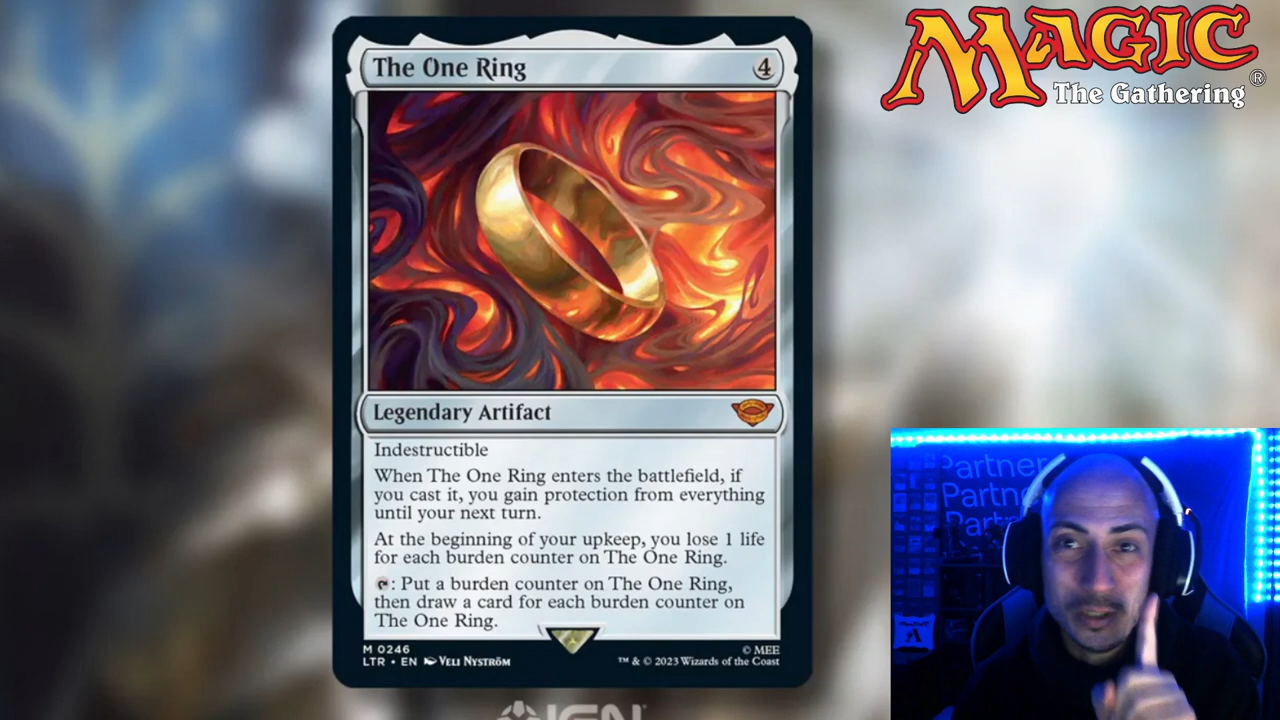 The One Ring
4
MAGIC
The Gathering®
Legendary Artifact
Indestructible
When The One Ring enters the battlefield, if
you cast it, you gain protection from everything
until your next turn.
At the beginning of your upkeep, you lose 1 life
for each burden counter on The One Ring.
: Put a burden counter on The One Ring,
then draw a card for each burden counter on
The One Ring.
M 0246
LTR • EN VELI NYSTRÖM
© MEE
™ & © 2023 Wizards of the Coast
IGN
Partner
Partn
Part